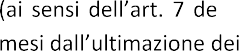 (ai sensi dell'art. 7 de
mesi dall'ultimazione dei